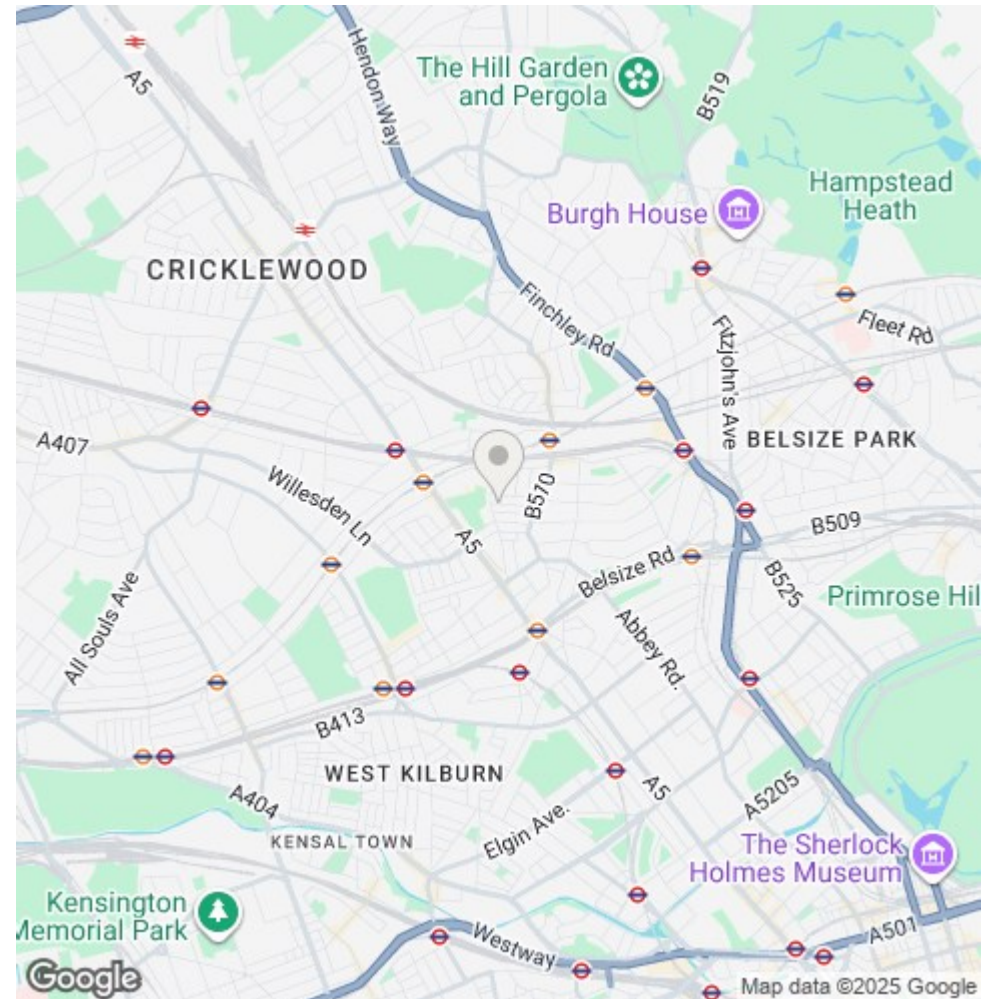 Hendon Way
The Hill Garden
and Pergola
B519
A5
Hampstead
Heath
Burgh House
CRICKLEWOOD
Finchley Rd
Fleet Rd
Fitzjohn's Ave
A407
BELSIZE PARK
Willesden Ln
B510
A5
B509
Belsize Rd
B525
Primrose Hil
All Souls Ave
Abbey Rd.
B413
WEST KILBURN
A5
A5205
A404
Elgin Ave.
KENSAL TOWN
The Sherlock
Holmes Museum
Kensington
Memorial Park
Westway
A501
Google
Map data ©2025 Google